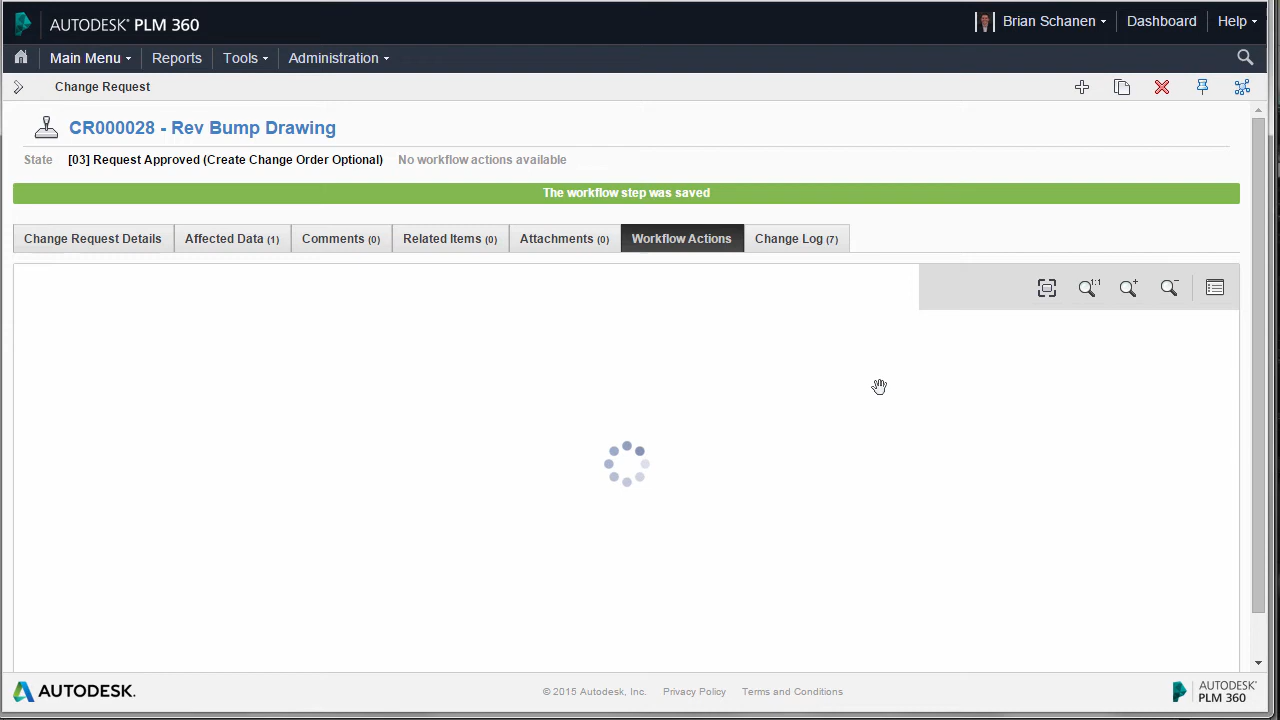 AUTODESK® PLM 360
Brian Schanen
Dashboard
Help
Main Menu
Reports
Tools
Administration
Change Request
CR000028 - Rev Bump Drawing
State [03] Request Approved (Create Change Order Optional) No workflow actions available
The workflow step was saved
Change Request Details
Affected Data (1)
Comments (0)
Related Items (0)
Attachments (0)
Workflow Actions
Change Log (7)
1:1
AUTODESK.
© 2015 Autodesk, Inc.
Privacy Policy
Terms and Conditions
AUTODESK®
PLM 360